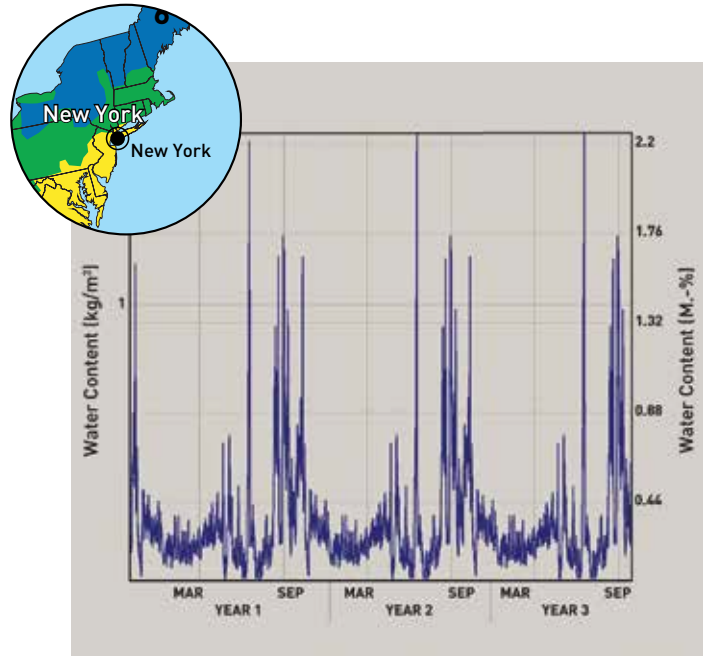 New York
New York
Water Content (kg/m³)
1
2.2
1.76
1.32
0.88
0.44
Water Content (M.-%)
MAR
SEP
MAR
SEP
MAR
SEP
YEAR 1
YEAR 2
YEAR 3